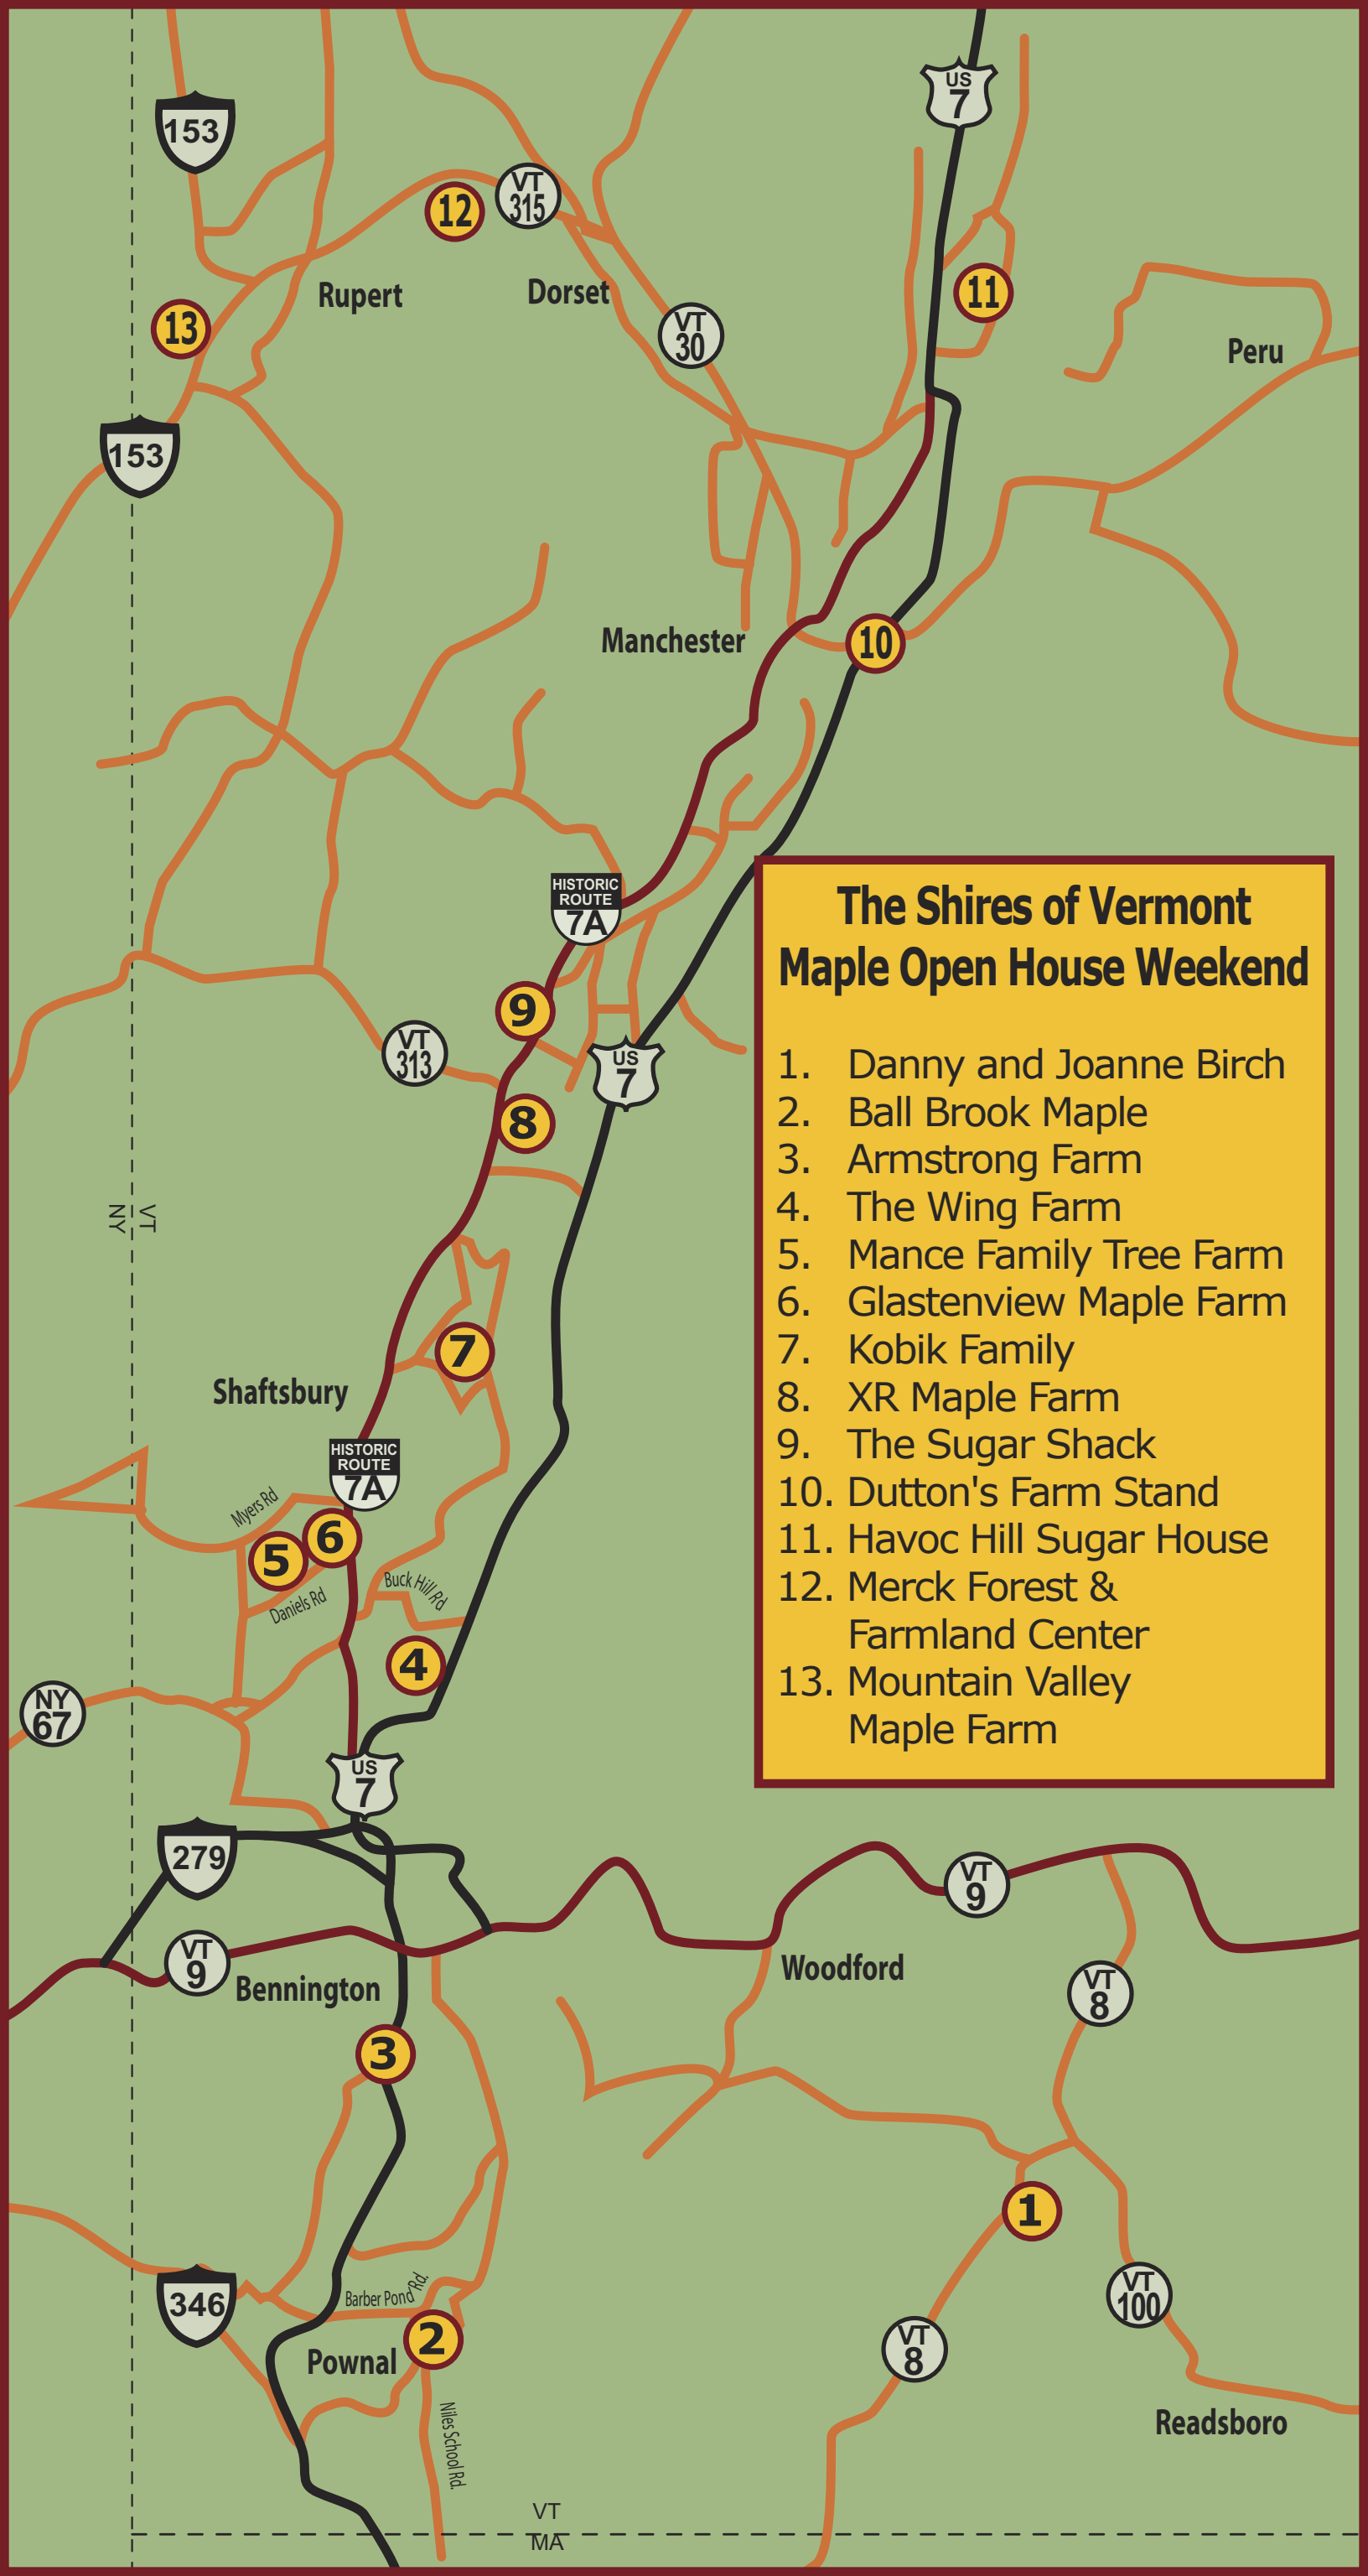 US
7
153
12
VT
315
Rupert
Dorset
11
13
VT
30
Peru
153
Manchester
10
HISTORIC
ROUTE
7A
9
VT
313
US
7
8
VT
NY
7
Shaftsbury
HISTORIC
ROUTE
7A
Myers Rd
6
5
Daniels Rd
Buck Hill Rd
4
NY
67
US
7
279
VT
9
VT
9
Bennington
Woodford
VT
8
3
1
346
Barber Pond Rd.
VT
100
Pownal
2
VT
8
Niles School Rd.
Readsboro
VT
MA
The Shires of Vermont
Maple Open House Weekend
1. Danny and Joanne Birch
2. Ball Brook Maple
3. Armstrong Farm
4. The Wing Farm
5. Mance Family Tree Farm
6. Glastenview Maple Farm
7. Kobik Family
8. XR Maple Farm
9. The Sugar Shack
10. Dutton's Farm Stand
11. Havoc Hill Sugar House
12. Merck Forest &
Farmland Center
13. Mountain Valley
Maple Farm